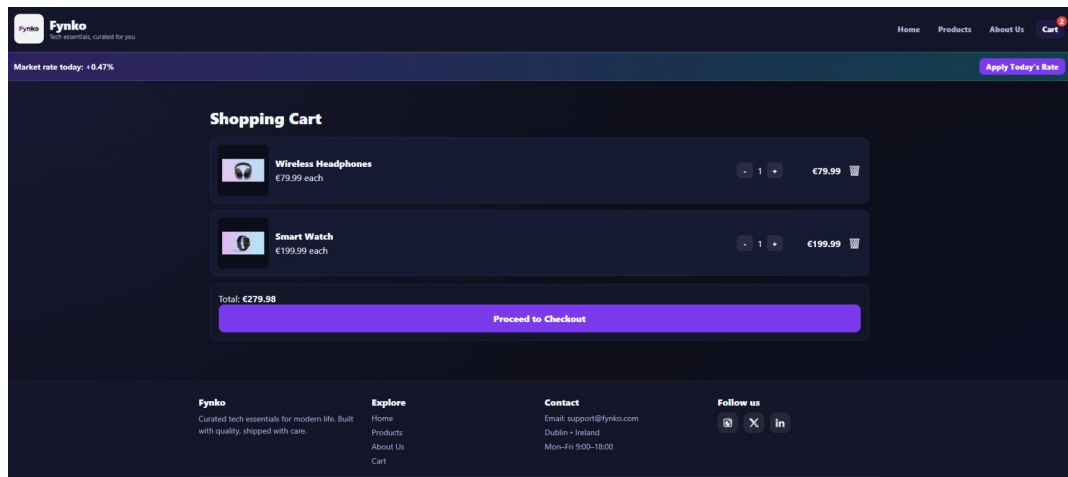 Fynko
Fynko
Tech essentials, curated for you
Home
Products
About Us
Cart
2
Market rate today: +0.47%
Apply Today's Rate
Shopping Cart
Wireless Headphones
€79.99 each
- 1 +
€79.99
Smart Watch
€199.99 each
- 1 +
€199.99
Total: €279.98
Proceed to Checkout
Fynko
Curated tech essentials for modern life. Built
with quality, shipped with care.
Explore
Home
Products
About Us
Cart
Contact
Email: support@fynko.com
Dublin • Ireland
Mon–Fri 9:00–18:00
Follow us
X
in